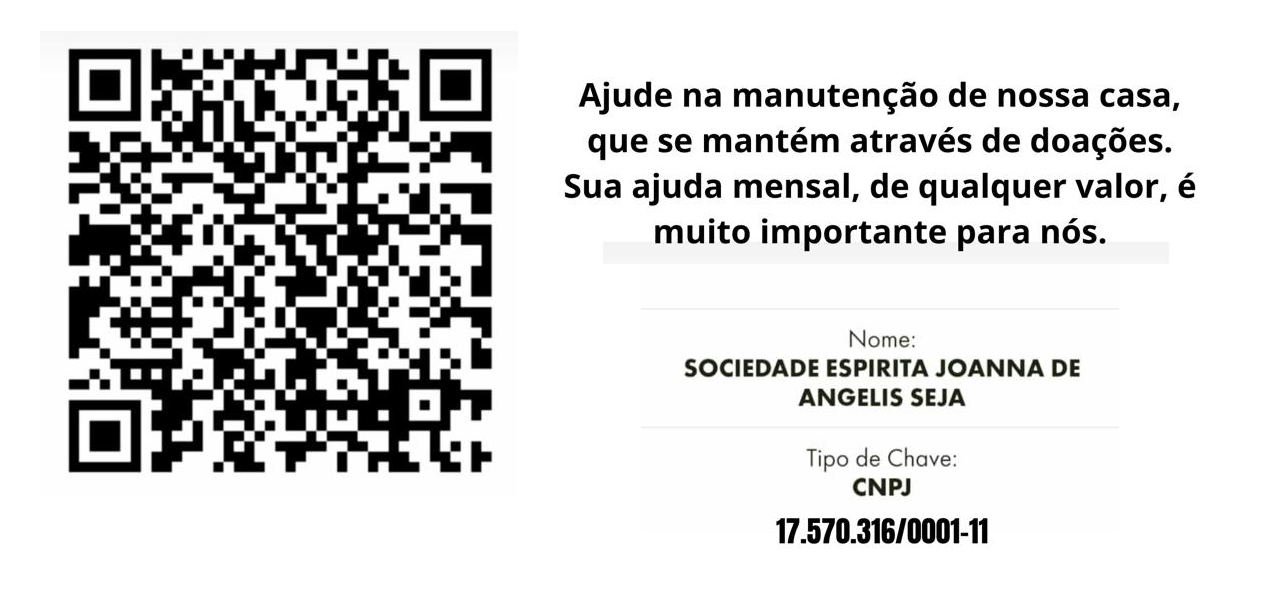 Ajude na manutenção de nossa casa,
que se mantém através de doações.
Sua ajuda mensal, de qualquer valor, é
muito importante para nós.
Nome:
SOCIEDADE ESPIRITA JOANNA DE
ANGELIS SEJA
Tipo de Chave:
CNPJ
17.570.316/0001-11